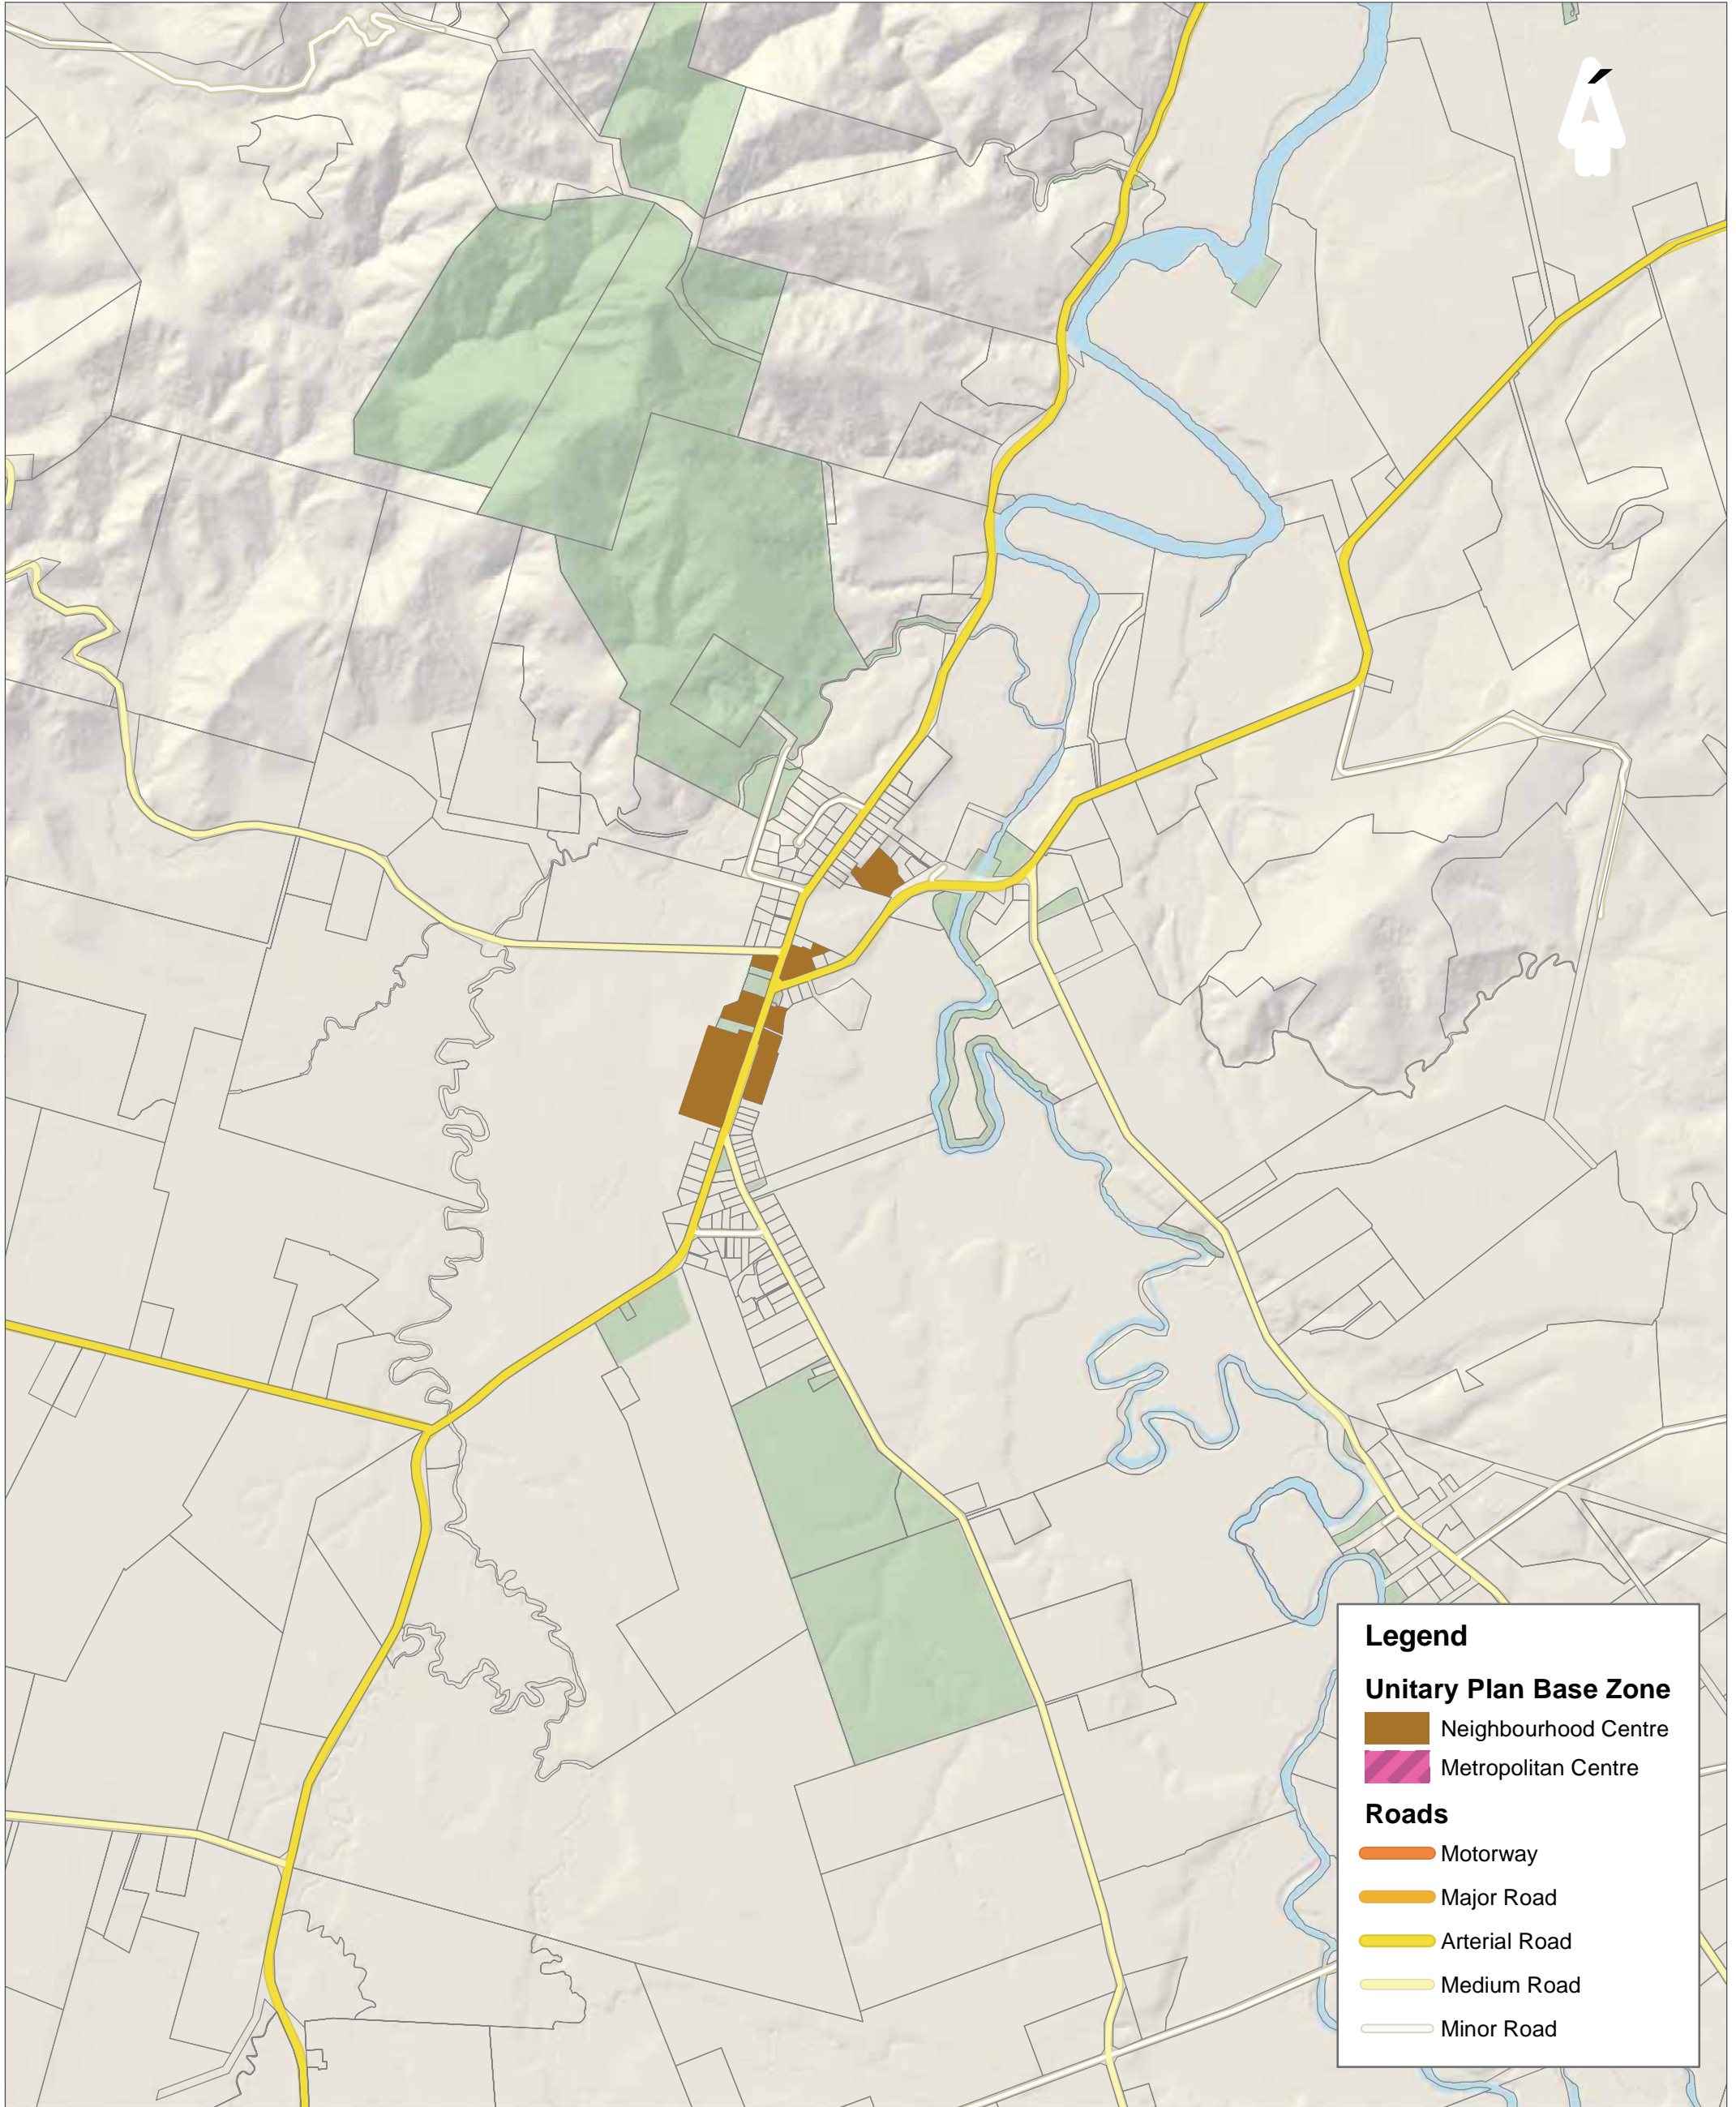 Legend
Unitary Plan Base Zone
Neighbourhood Centre
Metropolitan Centre
Roads
Motorway
Major Road
Arterial Road
Medium Road
Minor Road